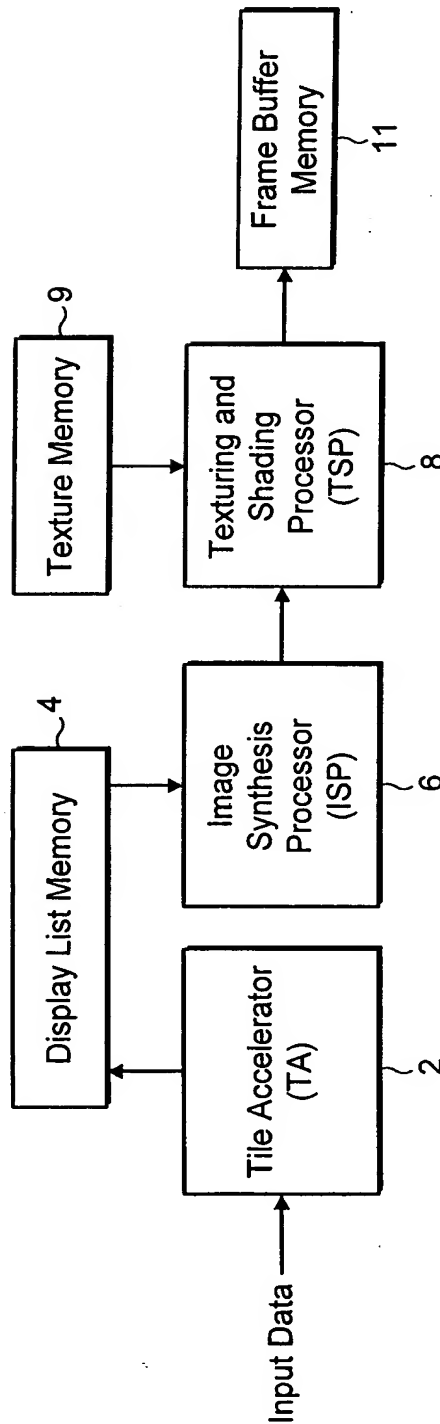 Input Data
Tile Accelerator
(TA)
2
Display List Memory
4
Image
Synthesis
Processor
(ISP)
6
Texturing and
Shading
Processor
(TSP)
8
Texture Memory
9
Frame Buffer
Memory
11